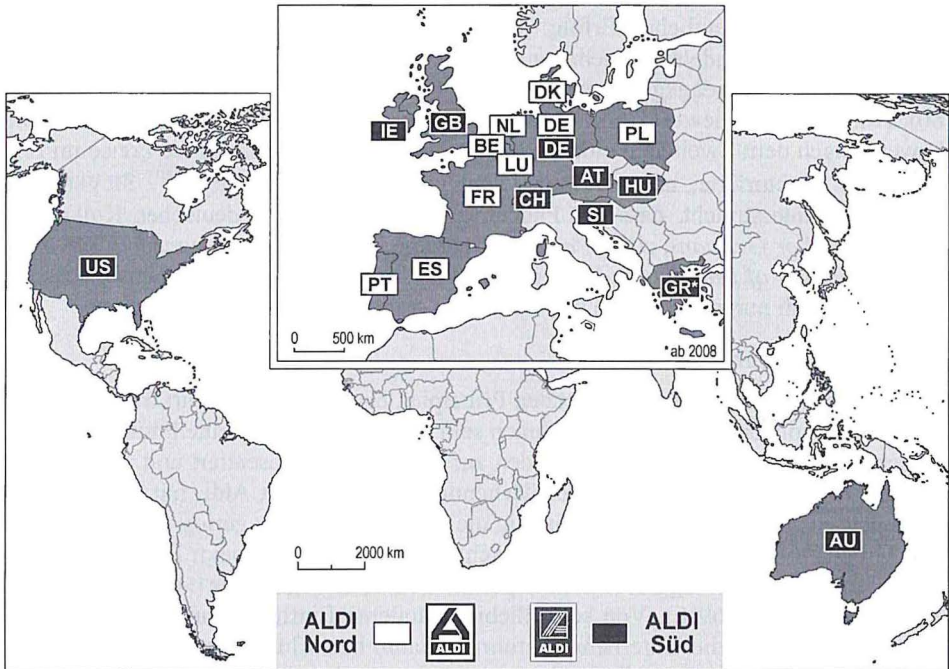 DK
IE
GB
NL
DE
PL
BE
DE
LU
AT
HU
FR
CH
SI
US
ES
PT
GR*
0 500 km
*ab 2008
AU
0 2000 km
ALDI
Nord
ALDI
ALDI
ALDI
Süd